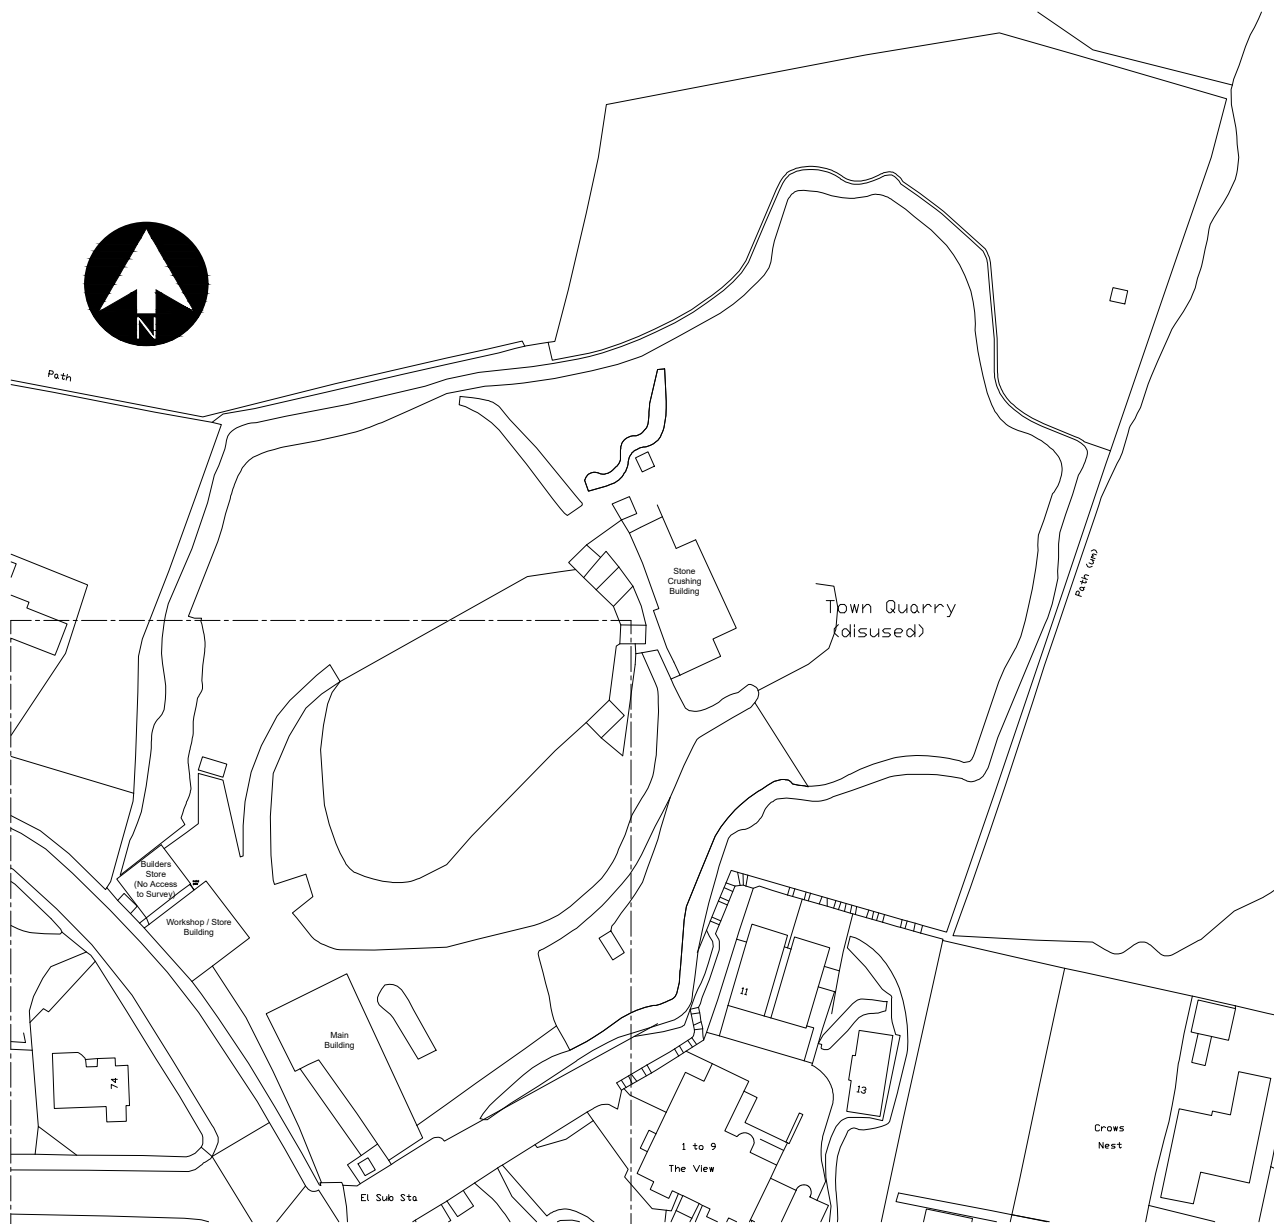 N
Path
Stone
Crushing
Building
Town Quarry
(disused)
Path (um)
Builders
Store
(No Access
to Survey)
Workshop / Store
Building
Main
Building
11
13
74
1 to 9
The View
Crows
Nest
El Sub Sta